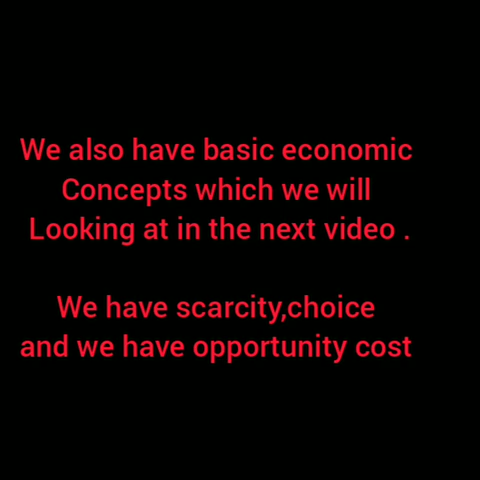 We also have basic economic
Concepts which we will
Looking at in the next video .
We have scarcity,choice
and we have opportunity cost